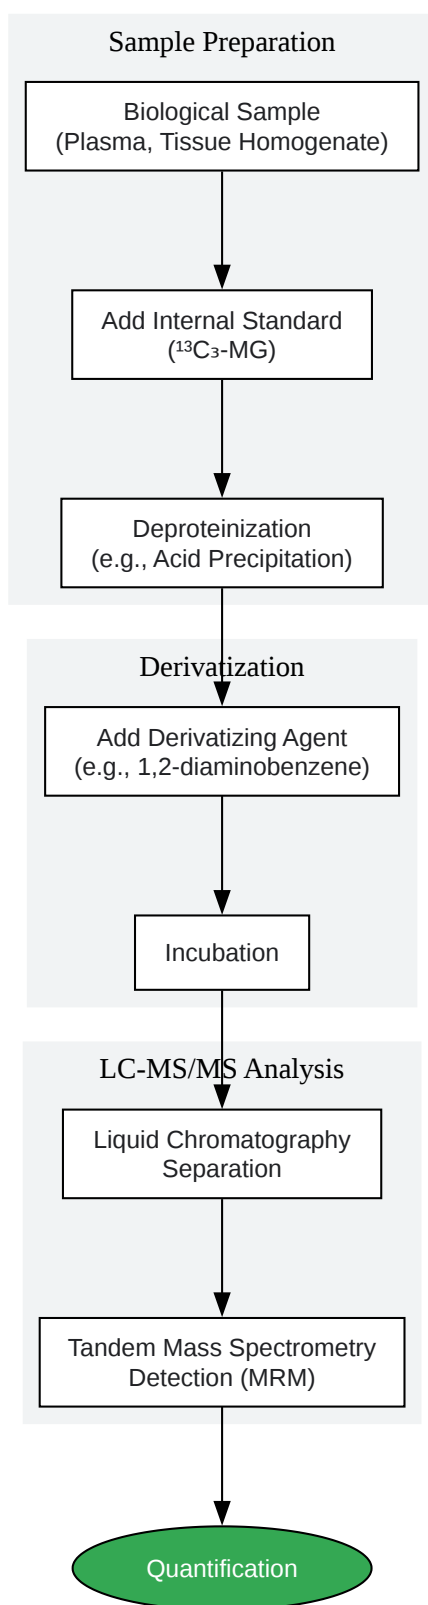 Sample Preparation
Biological Sample
(Plasma, Tissue Homogenate)
Add Internal Standard
(¹³C₃-MG)
Deproteinization
(e.g., Acid Precipitation)
Derivatization
Add Derivatizing Agent
(e.g., 1,2-diaminobenzene)
Incubation
LC-MS/MS Analysis
Liquid Chromatography
Separation
Tandem Mass Spectrometry
Detection (MRM)
Quantification